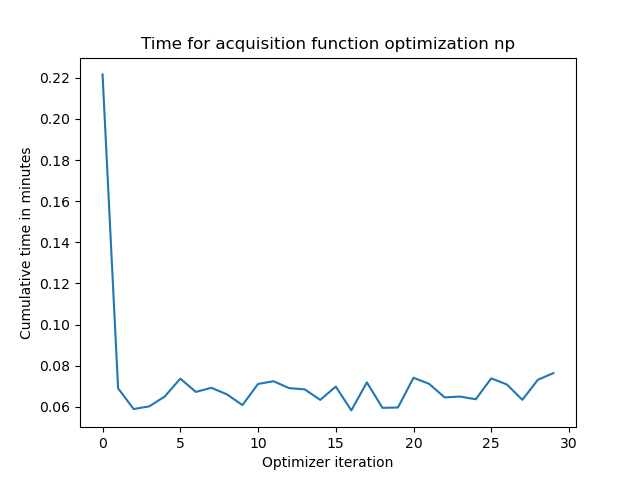 Time for acquisition function optimization np
0.22
0.20
0.18
0.16
0.14
0.12
0.10
0.08
0.06
Cumulative time in minutes
0 5 10 15 20 25 30
Optimizer iteration